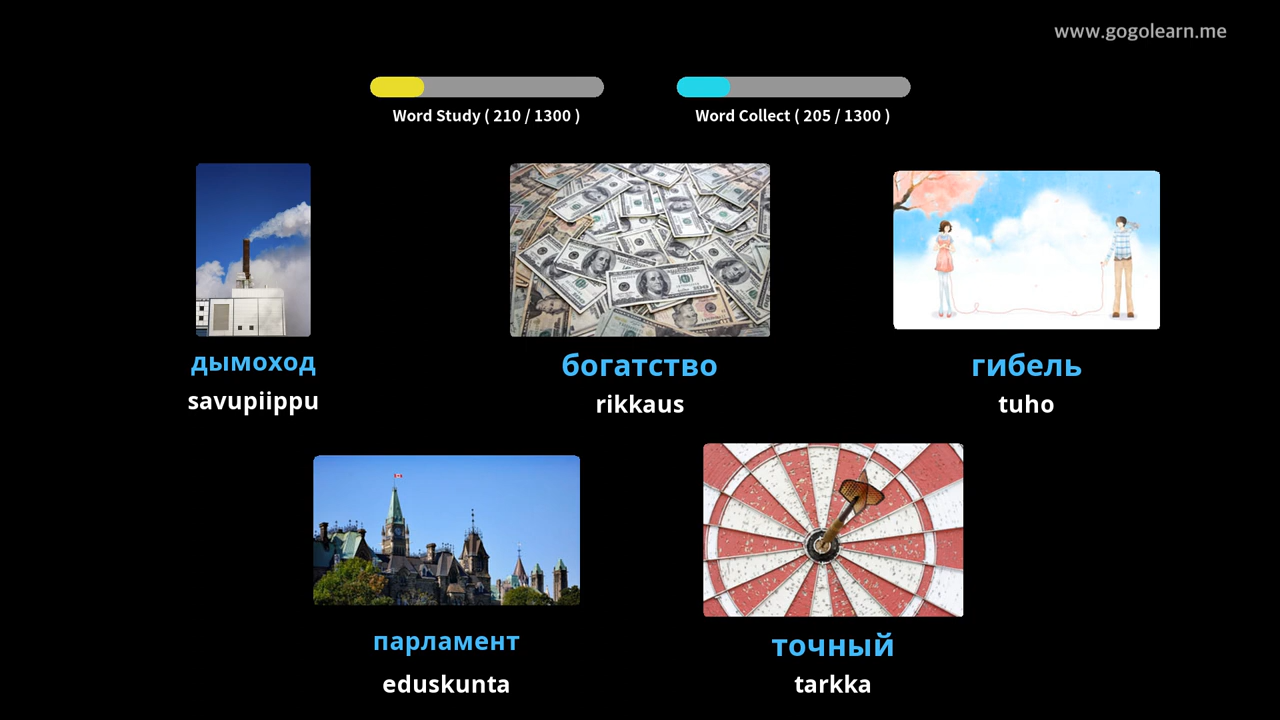 www.gogolearn.me
Word Study ( 210 / 1300 )
Word Collect ( 205 / 1300 )
дымоход
savupiippu
богатство
rikkaus
гибель
tuho
парламент
eduskunta
точный
tarkka